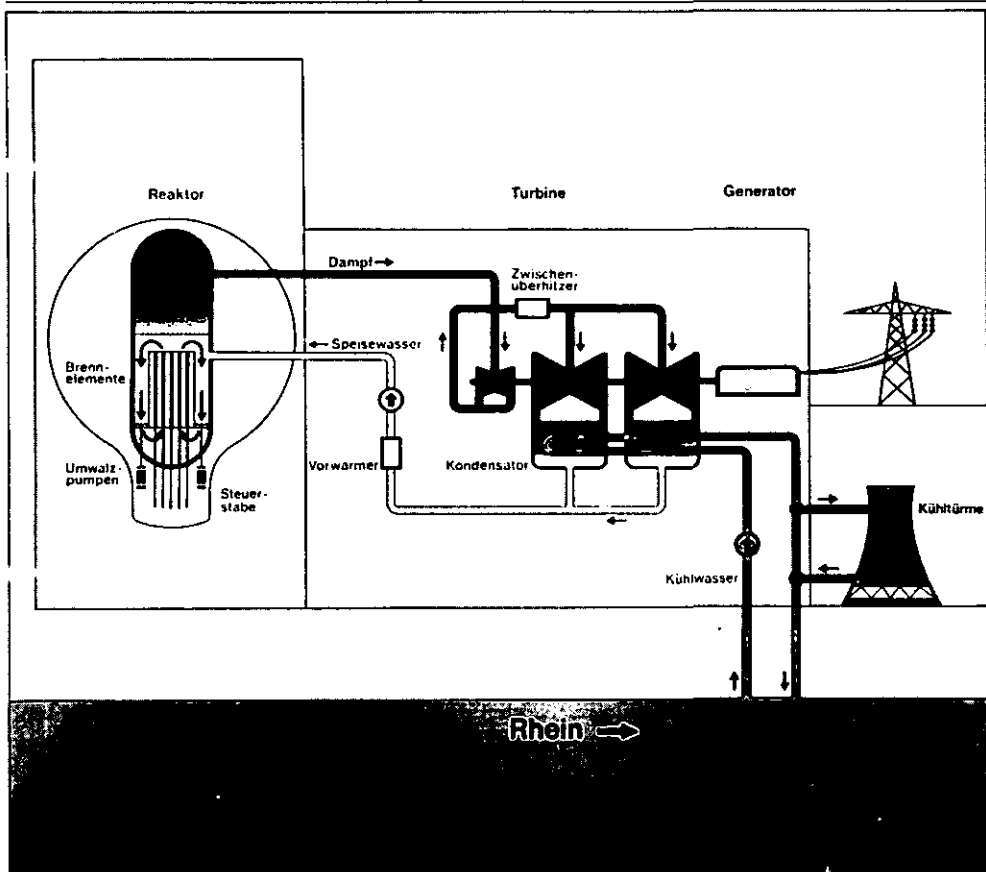 Reaktor
Turbine
Generator
Dampf→
Zwischen-
überhitzer
←Speisewasser
Brenn-
elemente
Vorwärmer
Kondensator
Umwälz-
pumpen
Steuer-
stäbe
Kühltürme
Kühlwasser
Rhein